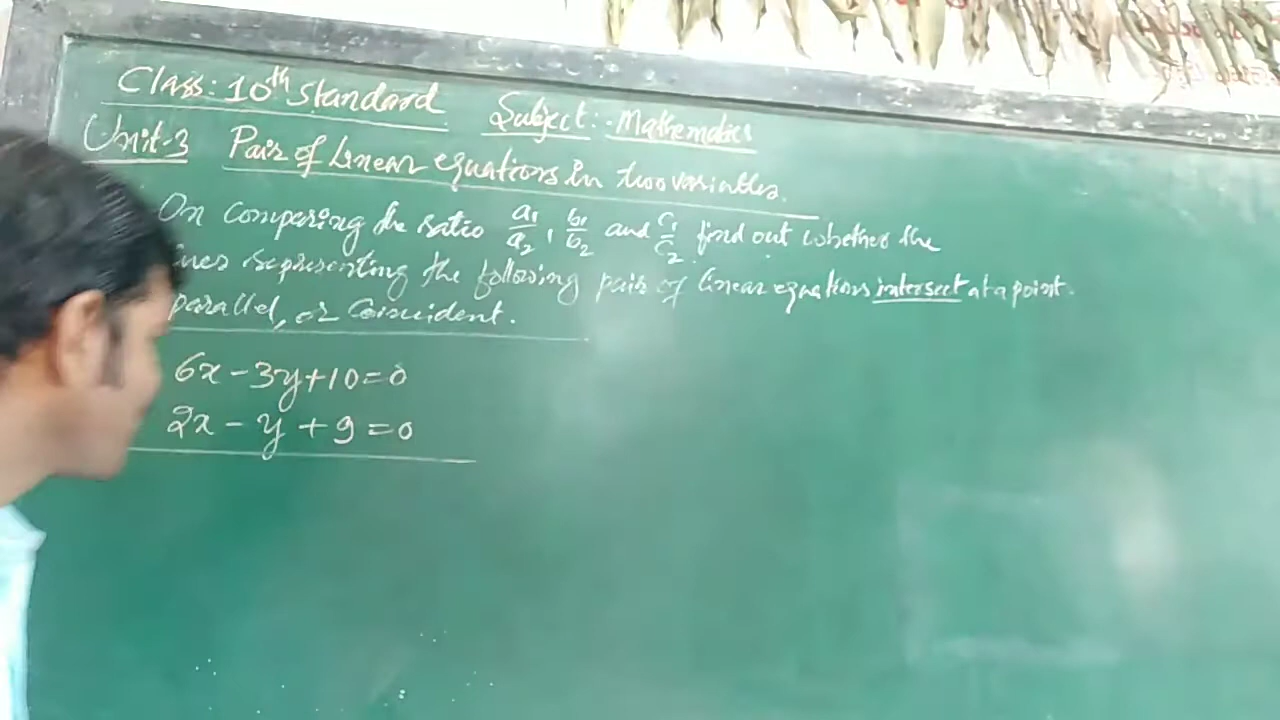 Class: 10th Standard Subject:- Mathematics
Unit-3 Pair of Linear equations in two variables.
On Comparing the ratio a₁/a₂, b₁/b₂ and c₁/c₂ find out whether the
representing the following pair of linear equations intersect at a point.
parallel, or Coincident.
6x - 3y + 10 = 0
2x - y + 9 = 0